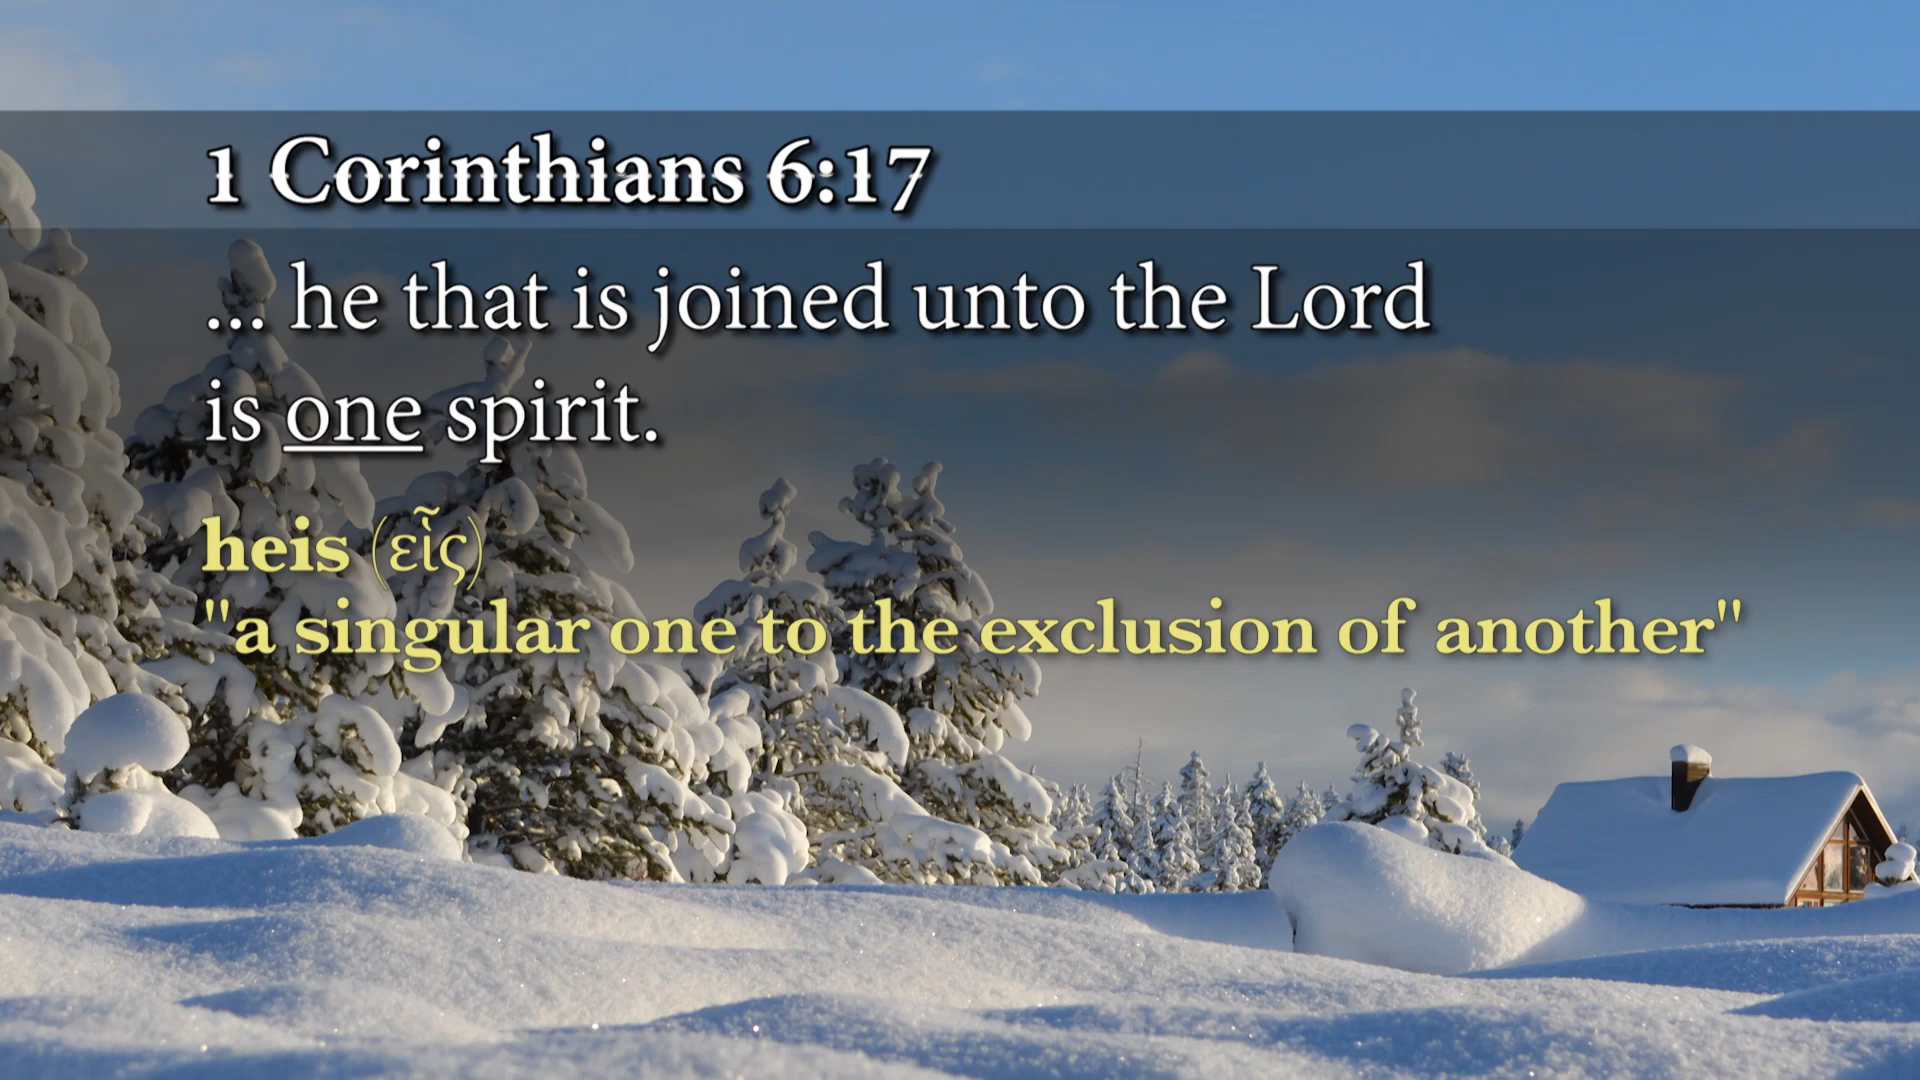 1 Corinthians 6:17
... he that is joined unto the Lord
is one spirit.
heis (εἷς)
"a singular one to the exclusion of another"